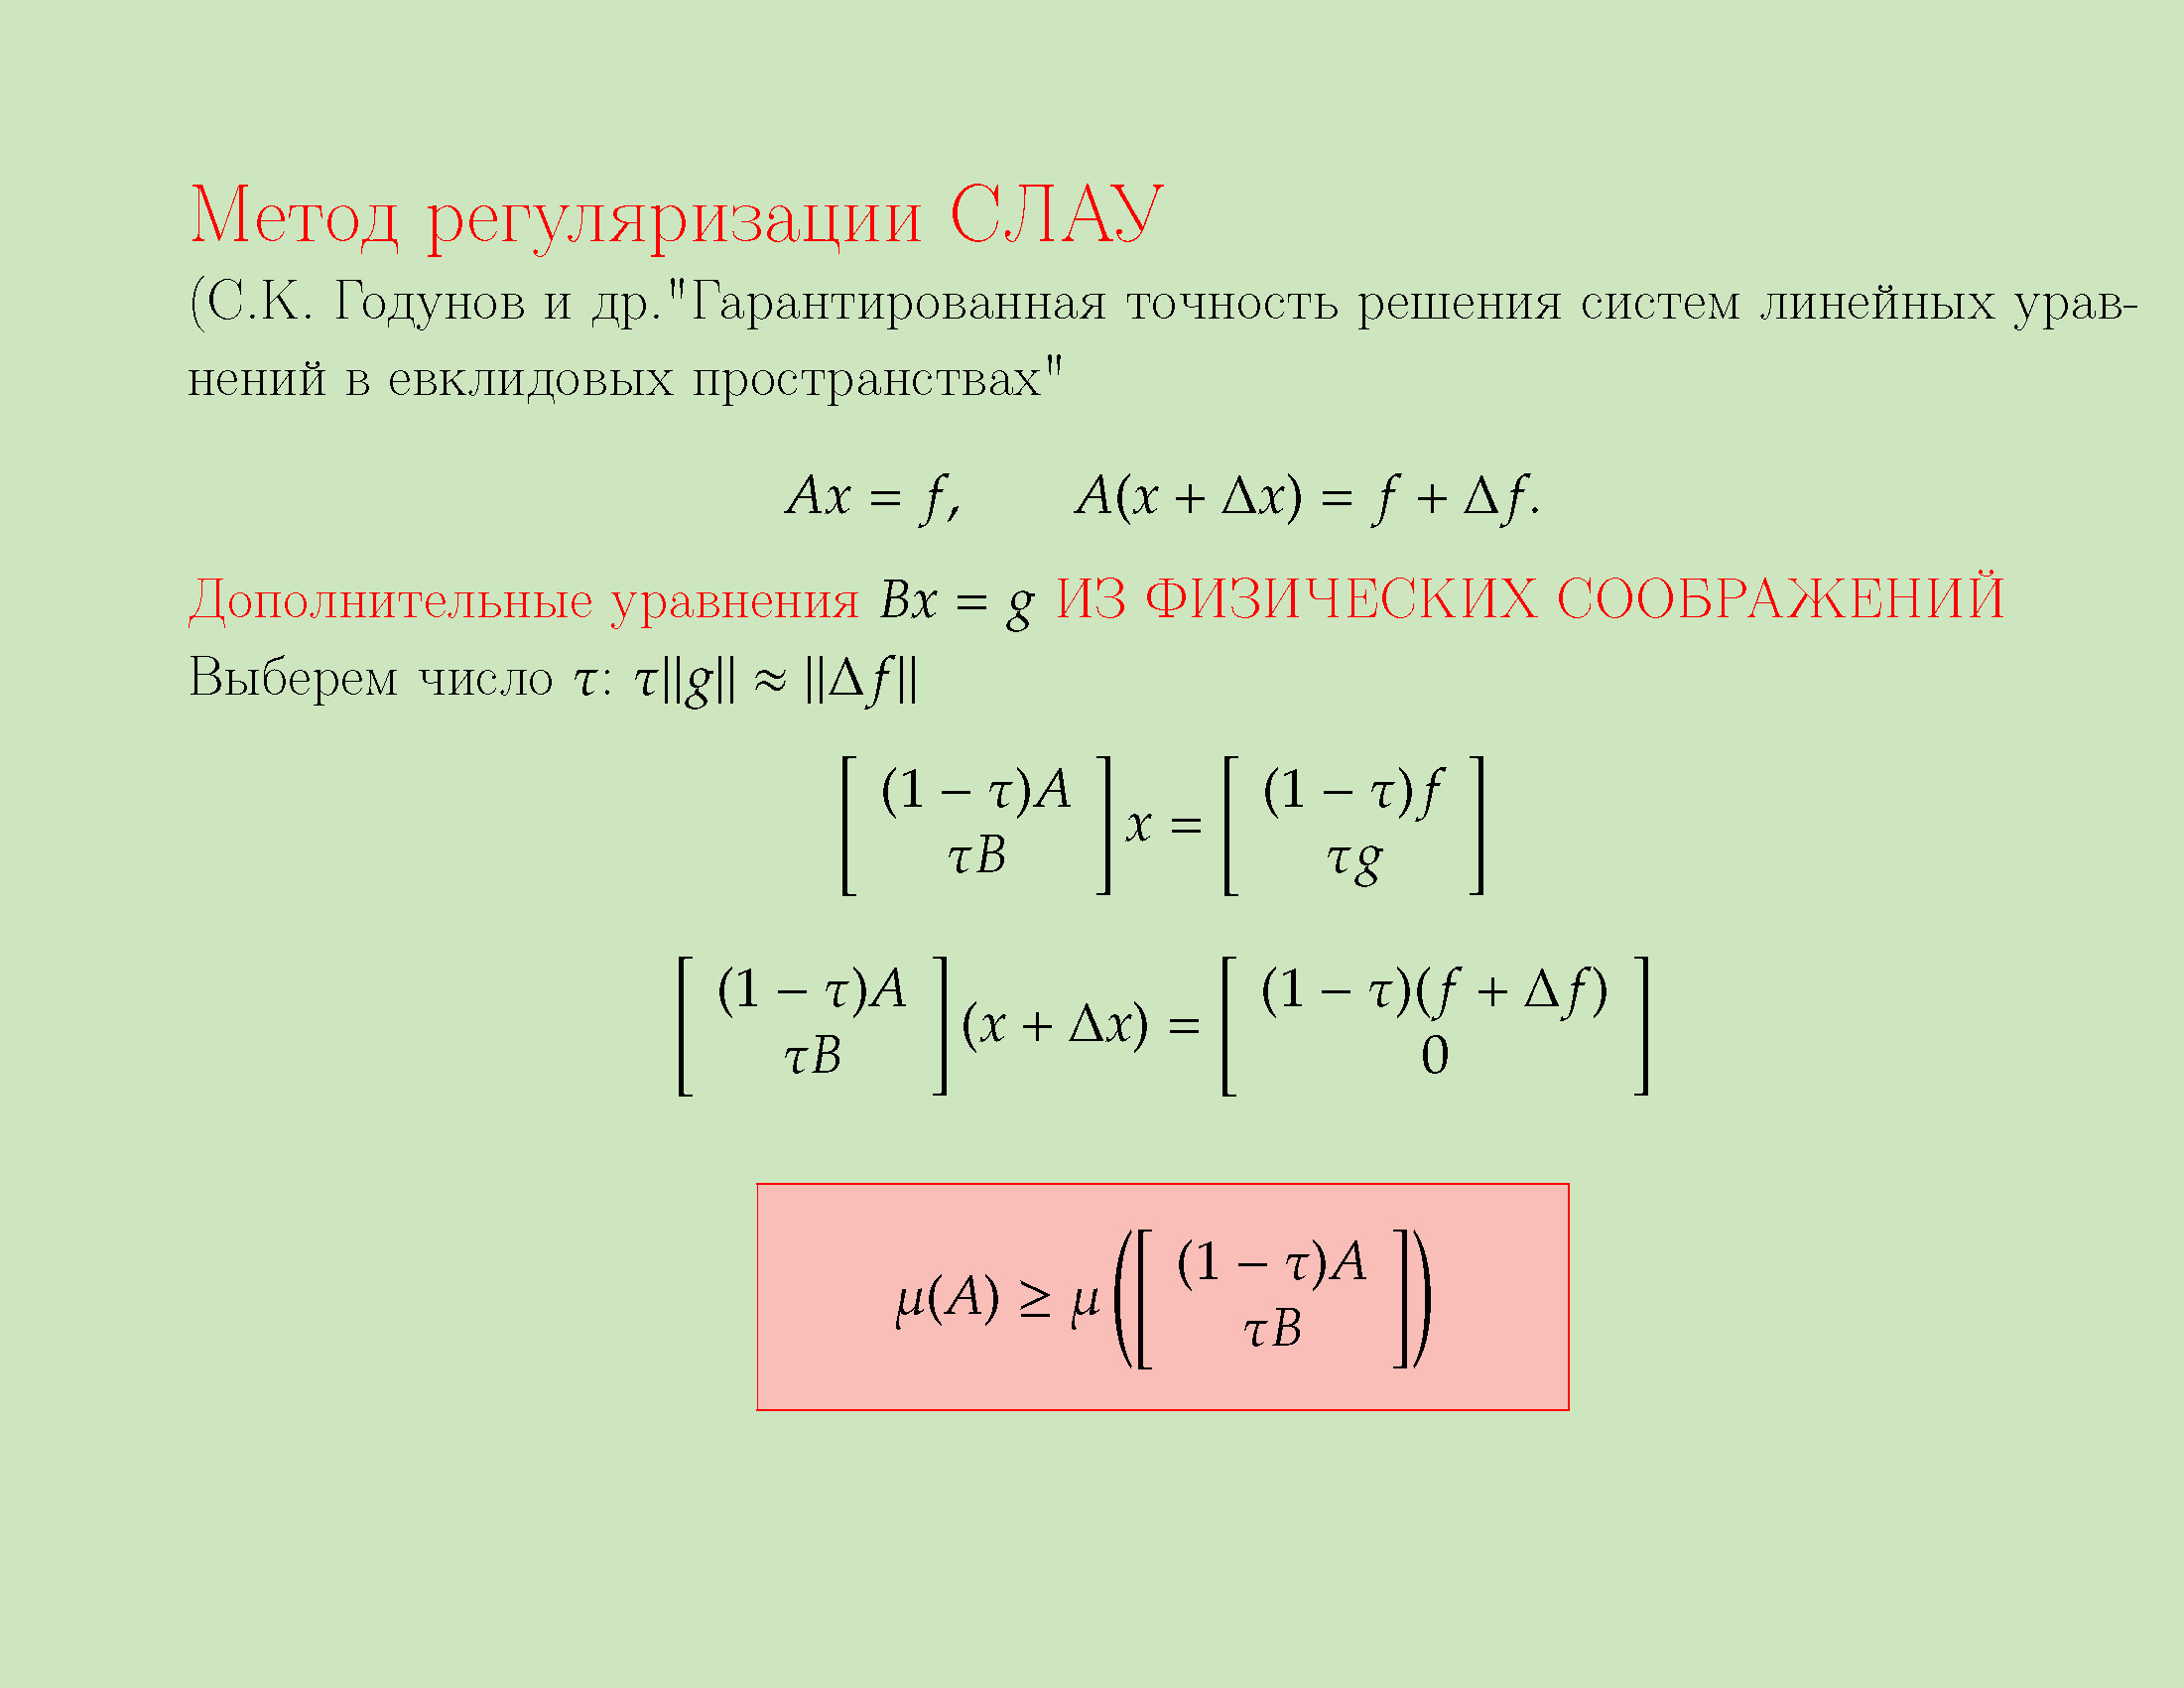 Метод регуляризации СЛАУ
(С.К. Годунов и др."Гарантированная точность решения систем линейных урав-
нений в евклидовых пространствах"
Ax = f, A(x + Δx) = f + Δf.
Дополнительные уравнения Bx = g ИЗ ФИЗИЧЕСКИХ СООБРАЖЕНИЙ
Выберем число τ: τ||g|| ≈ ||Δf||
[ (1 − τ)A
τB ] x = [ (1 − τ)f
τg ]
[ (1 − τ)A
τB ] (x + Δx) = [ (1 − τ)(f + Δf)
0 ]
μ(A) ≥ μ ([ (1 − τ)A
τB ])